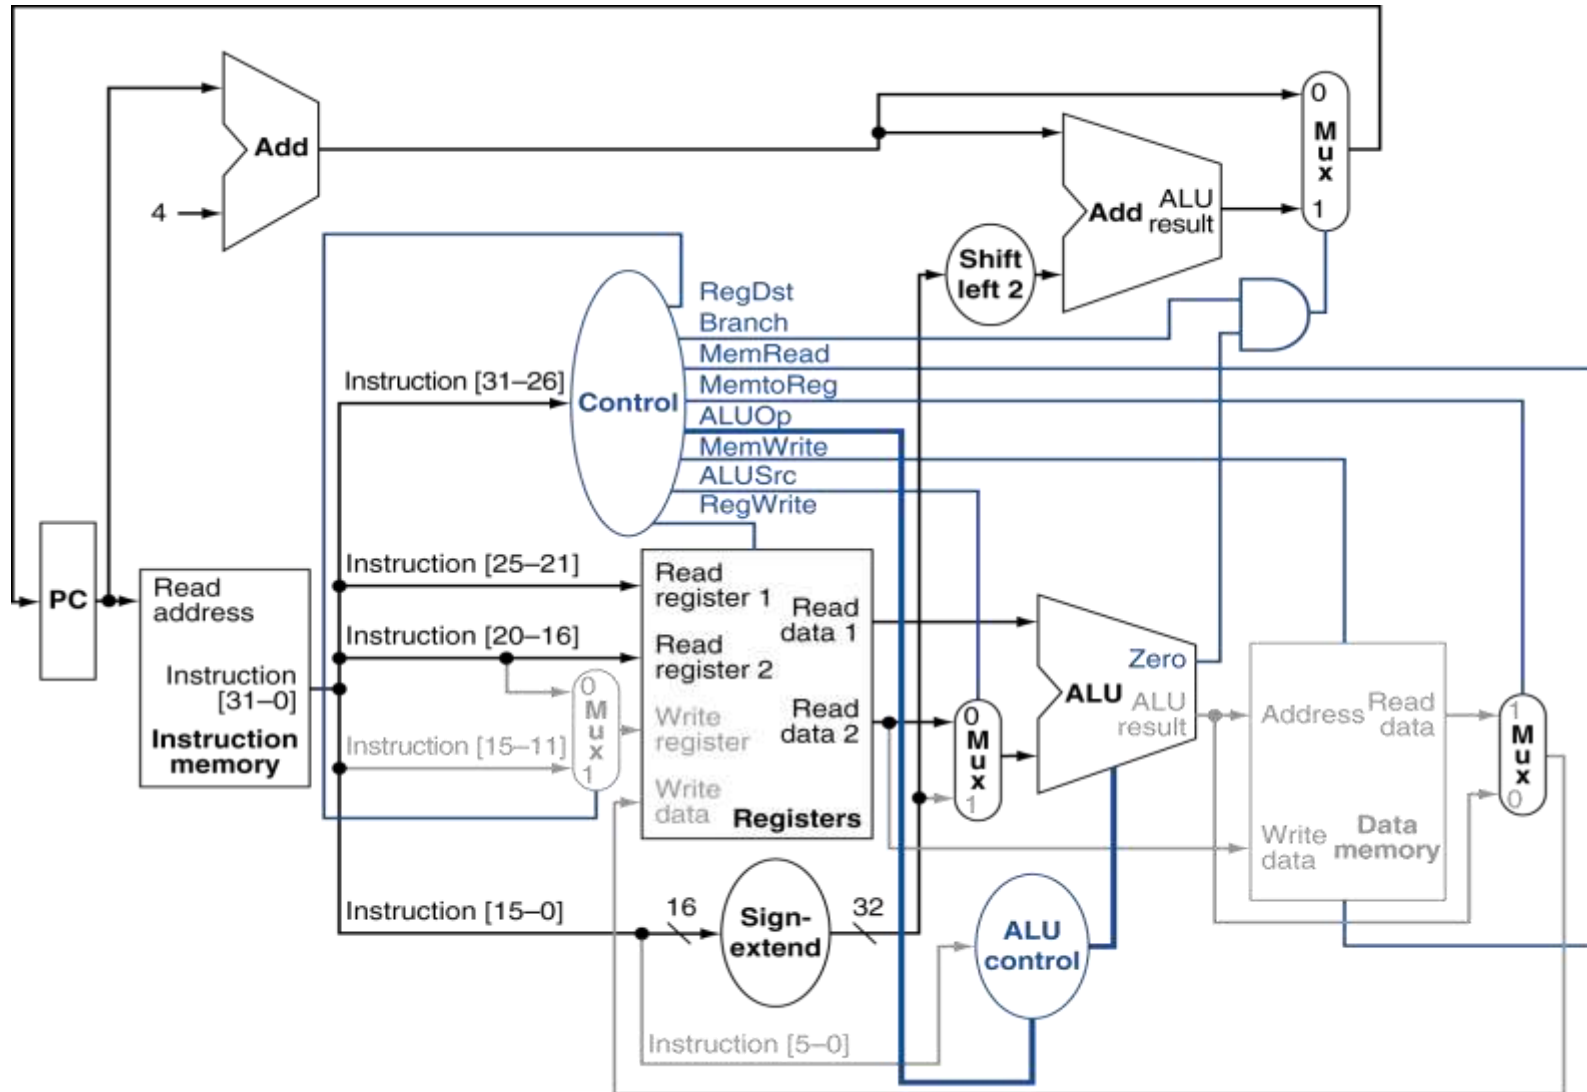 0
M
u
x
1
Add
4
Add
ALU
result
Shift
left 2
RegDst
Branch
MemRead
MemtoReg
ALUOp
MemWrite
ALUSrc
RegWrite
Control
Instruction [31–26]
Instruction [25–21]
Instruction [20–16]
Instruction [15–11]
Instruction [15–0]
Instruction [5–0]
PC
Read
address
Instruction
[31–0]
Instruction
memory
0
M
u
x
1
Read
register 1
Read
register 2
Write
register
Write
data
Read
data 1
Read
data 2
Registers
0
M
u
x
1
Zero
ALU
ALU
result
Address
Read
data
Write
data
Data
memory
1
M
u
x
0
16
Sign-
extend
32
ALU
control